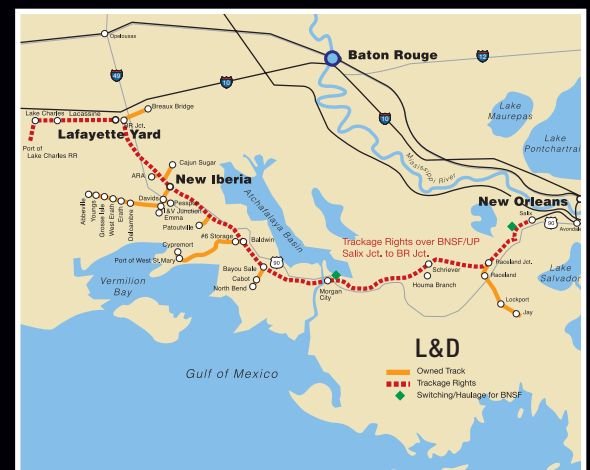 Opelousas
Baton Rouge
12
49
10
Lake
Maurepas
Breaux Bridge
Lake Charles
Lacassine
BR Jct.
10
Lafayette Yard
Lake
Pontchartrai
Port of
Lake Charles RR
Mississippi River
Cajun Sugar
ARA
New Iberia
Atchafalaya Basin
Abbeville
Youngs
Grosse Isle
West Erath
Erath
Delcambre
Davids
I&V Junction
Emma
New Orleans
Salix
90
Avondale
Patoutville
#6 Storage
Baldwin
Cypremort
Port of West St.Mary
Trackage Rights over BNSF/UP
Salix Jct. to BR Jct.
90
Bayou Sale
Cabot
North Bend
Vermilion
Bay
Morgan
City
Schriever
Houma Branch
Raceland Jct.
Raceland
Lake
Salvador
Lockport
Jay
L&D
Gulf of Mexico
Owned Track
Trackage Rights
Switching/Haulage for BNSF